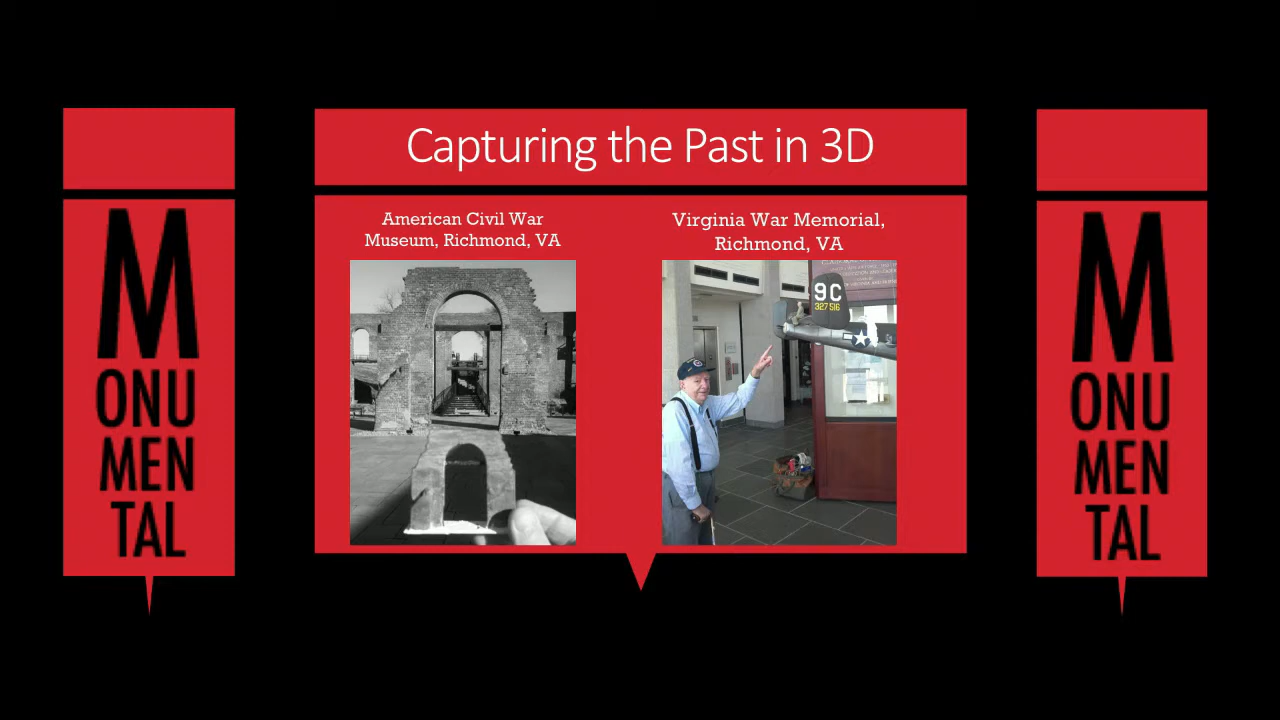 Capturing the Past in 3D
American Civil War
Museum, Richmond, VA
Virginia War Memorial,
Richmond, VA
9C
327516
M
ONU
MEN
TAL
M
ONU
MEN
TAL